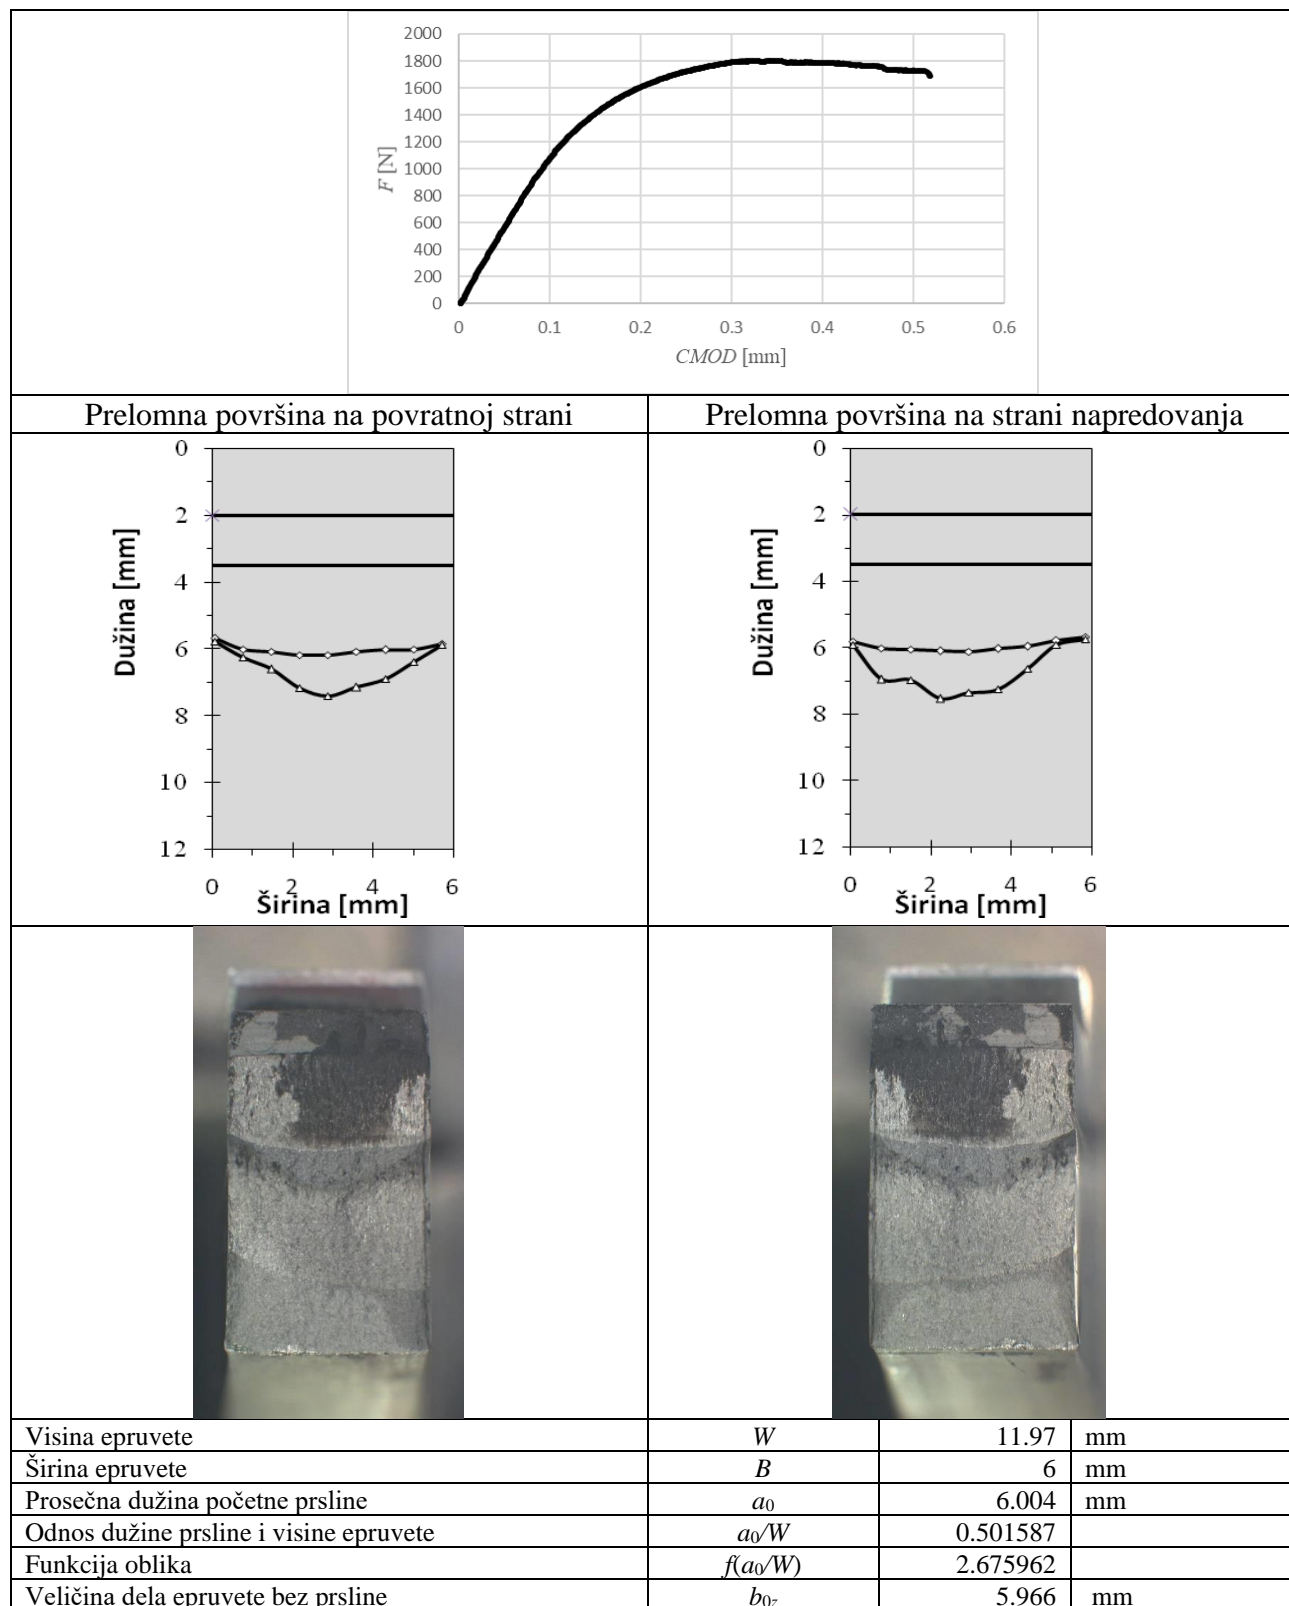 2000
1800
1600
1400
1200
1000
800
600
400
200
0
F [N]
0 0.1 0.2 0.3 0.4 0.5 0.6
CMOD [mm]
Prelomna površina na povratnoj strani
Prelomna površina na strani napredovanja
0
2
4
6
8
10
12
Dužina [mm]
0 2 4 6
Širina [mm]
0
2
4
6
8
10
12
Dužina [mm]
0 2 4 6
Širina [mm]
Visina epruvete W 11.97 mm
Širina epruvete B 6 mm
Prosečna dužina početne prsline a0 6.004 mm
Odnos dužine prsline i visine epruvete a0/W 0.501587
Funkcija oblika f(a0/W) 2.675962
Veličina dela epruvete bez prsline b0z 5.966 mm